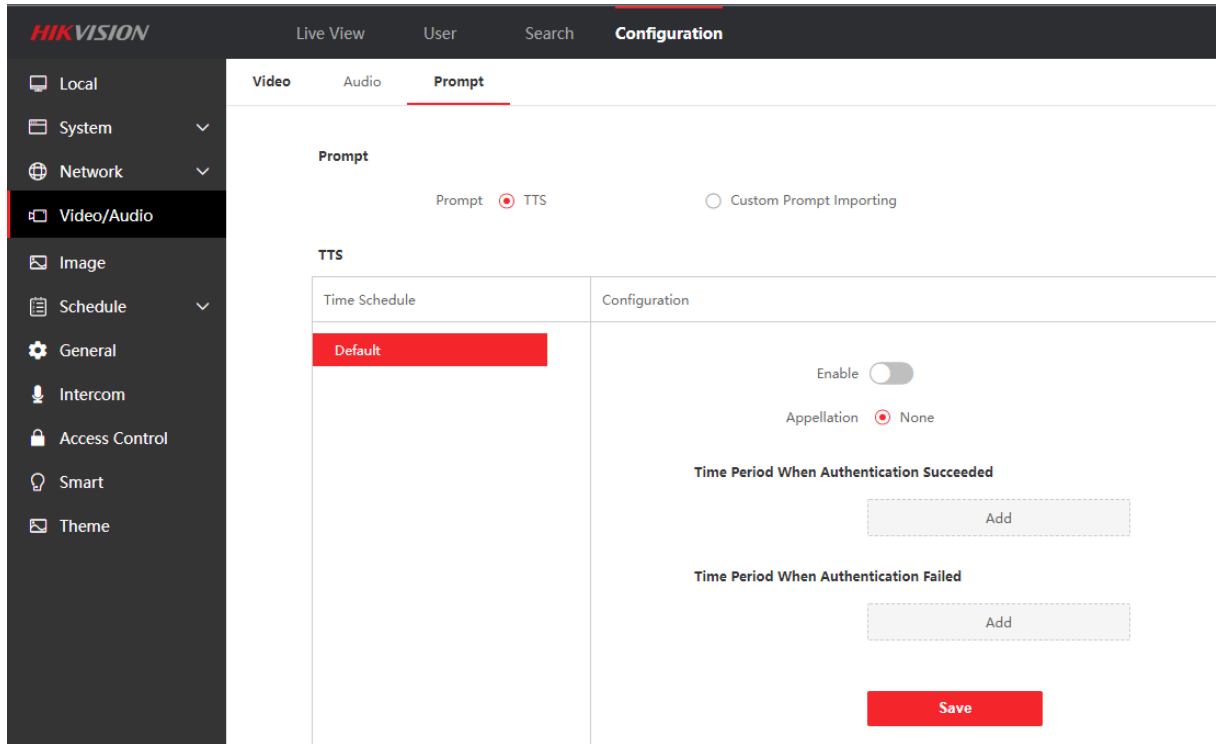 HIKVISION Live View User Search Configuration
Local
System
Network
Video/Audio
Image
Schedule
General
Intercom
Access Control
Smart
Theme
Video Audio Prompt
Prompt
Prompt TTS Custom Prompt Importing
TTS
Time Schedule Configuration
Default
Enable
Appellation None
Time Period When Authentication Succeeded
Add
Time Period When Authentication Failed
Add
Save